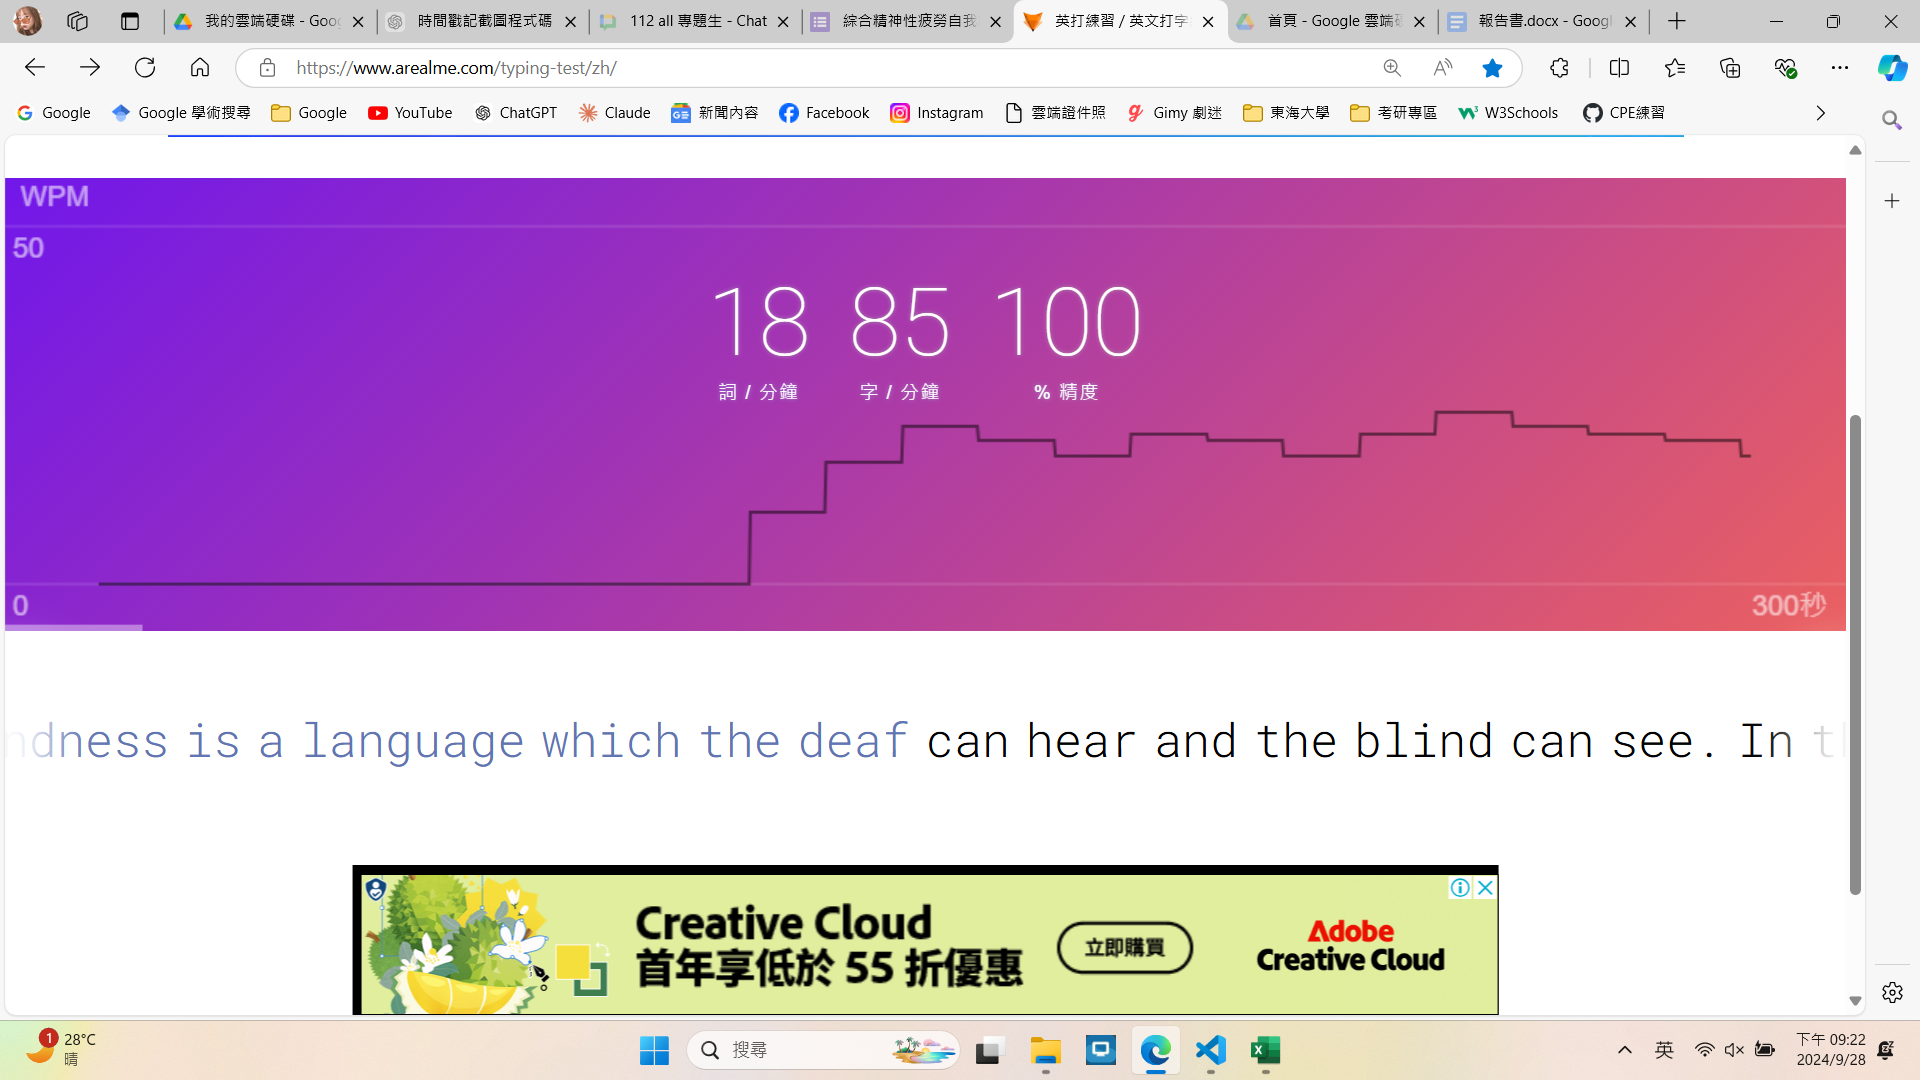 我的雲端硬碟 - Goog
時間戳記截圖程式碼
112 all 專題生 - Chat
綜合精神性疲勞自我
英打練習 / 英文打字
首頁 - Google 雲端硬
報告書.docx - Googl
https://www.arealme.com/typing-test/zh/
Google
Google 學術搜尋
Google
YouTube
ChatGPT
Claude
新聞內容
Facebook
Instagram
雲端證件照
Gimy 劇迷
東海大學
考研專區
W3Schools
CPE練習
WPM
50
18 85 100
詞 / 分鐘 字 / 分鐘 % 精度
0
300秒
ndness is a language which the deaf can hear and the blind can see. In t
Creative Cloud
首年享低於 55 折優惠
立即購買
Adobe
Creative Cloud
1
28°C
晴
搜尋
英
下午 09:22
2024/9/28